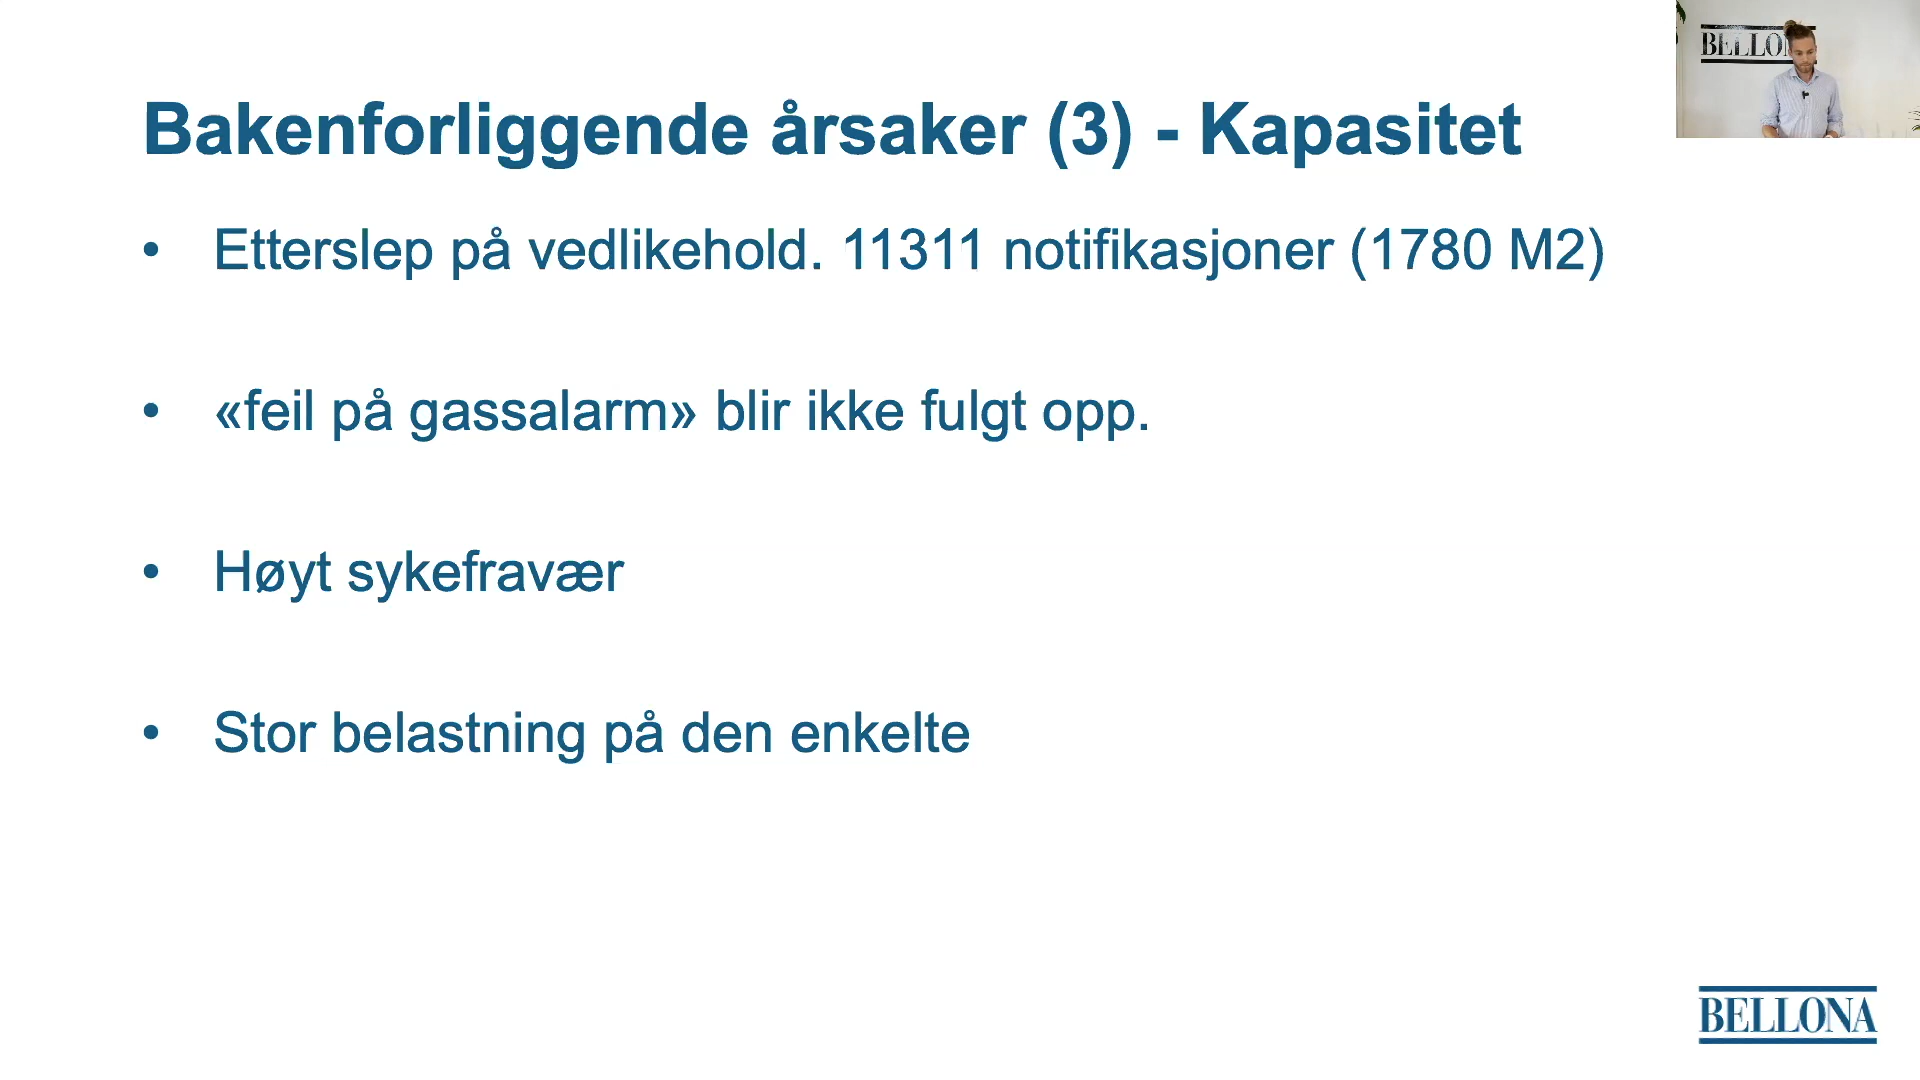 BELLO
Bakenforliggende årsaker (3) - Kapasitet
• Etterslep på vedlikehold. 11311 notifikasjoner (1780 M2)
• «feil på gassalarm» blir ikke fulgt opp.
• Høyt sykefravær
• Stor belastning på den enkelte
BELLONA